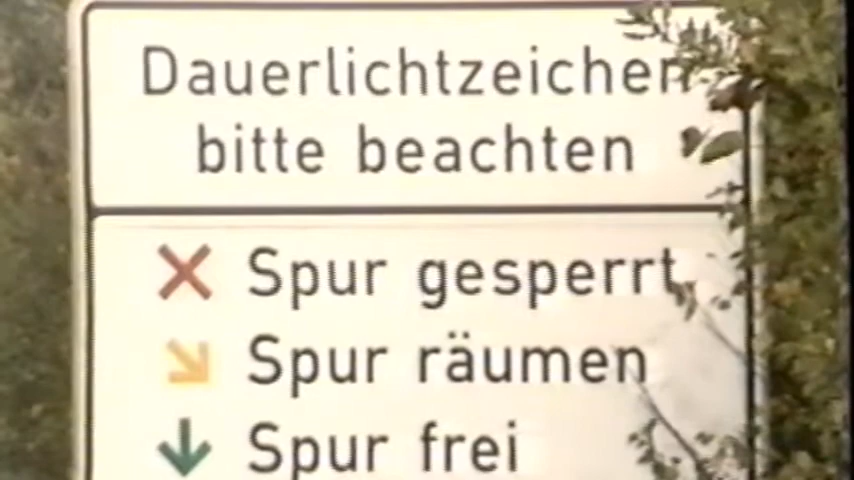 Dauerlichtzeichen
bitte beachten
Spur gesperrt
Spur räumen
Spur frei